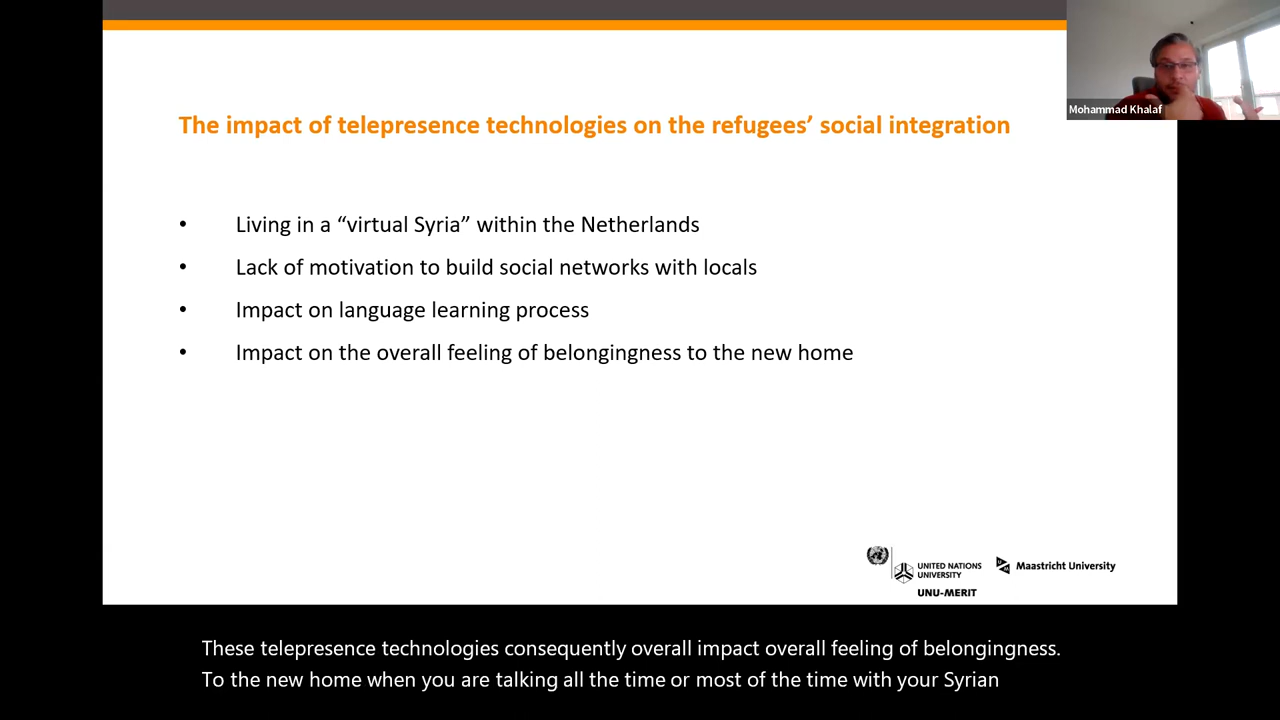 Mohammad Khalaf
The impact of telepresence technologies on the refugees’ social integration
• Living in a “virtual Syria” within the Netherlands
• Lack of motivation to build social networks with locals
• Impact on language learning process
• Impact on the overall feeling of belongingness to the new home
UNITED NATIONS
UNIVERSITY
UNU-MERIT
Maastricht University
These telepresence technologies consequently overall impact overall feeling of belongingness.
To the new home when you are talking all the time or most of the time with your Syrian